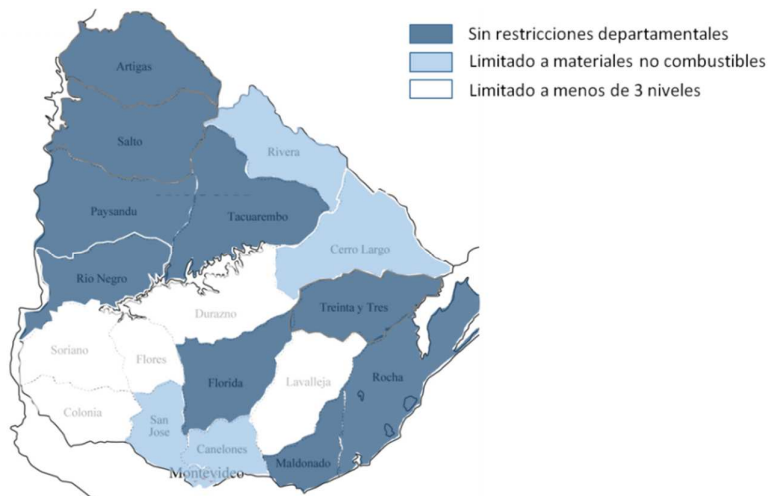 Sin restricciones departamentales
Limitado a materiales no combustibles
Limitado a menos de 3 niveles
Artigas
Salto
Rivera
Paysandu
Tacuarembo
Cerro Largo
Rio Negro
Durazno
Treinta y Tres
Soriano
Flores
Florida
Lavalleja
Rocha
Colonia
San
Jose
Canelones
Montevideo
Maldonado